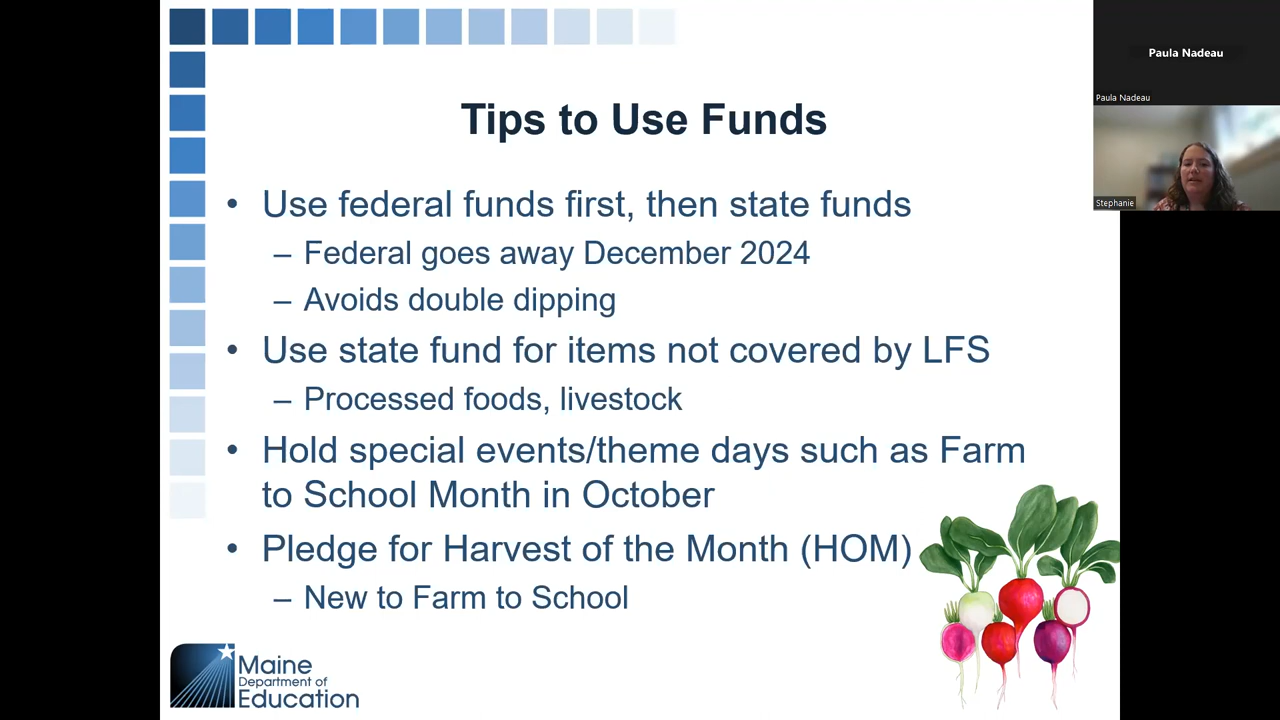 Tips to Use Funds
• Use federal funds first, then state funds
– Federal goes away December 2024
– Avoids double dipping
• Use state fund for items not covered by LFS
– Processed foods, livestock
• Hold special events/theme days such as Farm
to School Month in October
• Pledge for Harvest of the Month (HOM)
– New to Farm to School
Maine
Department of
Education
Paula Nadeau
Paula Nadeau
Stephanie